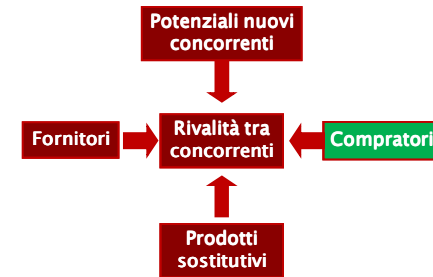 Potenziali nuovi
concorrenti
Fornitori
Rivalità tra
concorrenti
Compratori
Prodotti
sostitutivi